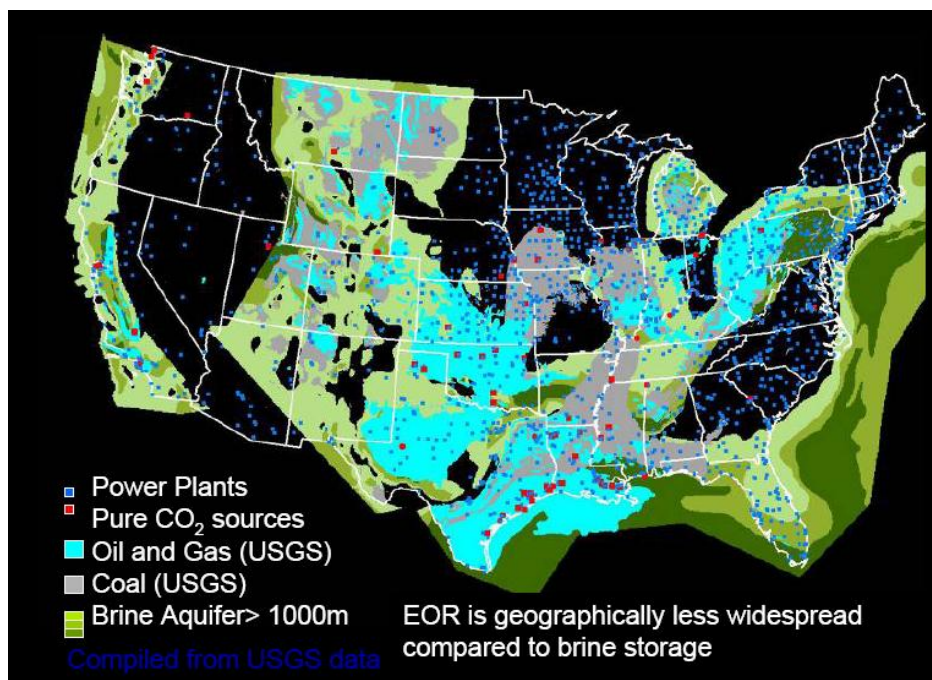 Power Plants
Pure CO₂ sources
Oil and Gas (USGS)
Coal (USGS)
Brine Aquifer> 1000m
Compiled from USGS data
EOR is geographically less widespread
compared to brine storage